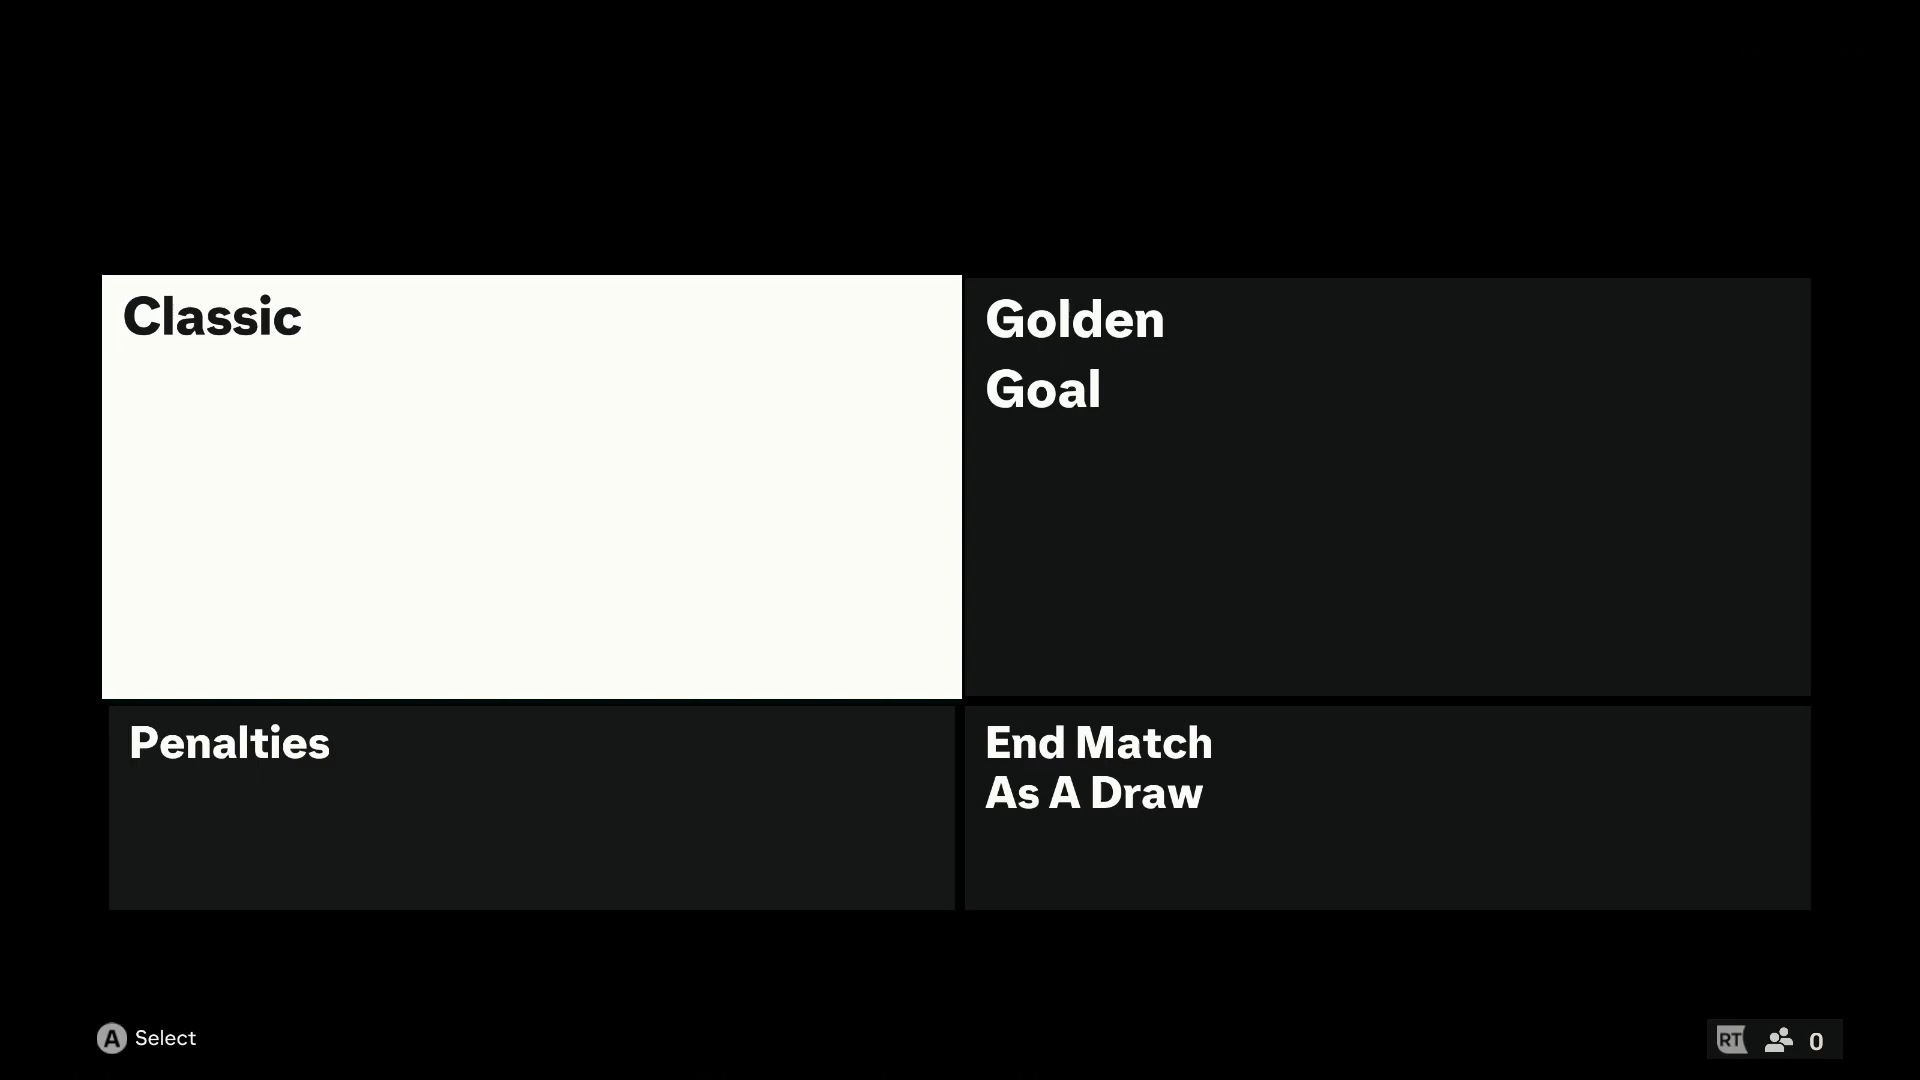 Classic
Golden
Goal
Penalties
End Match
As A Draw
A Select
RT 0